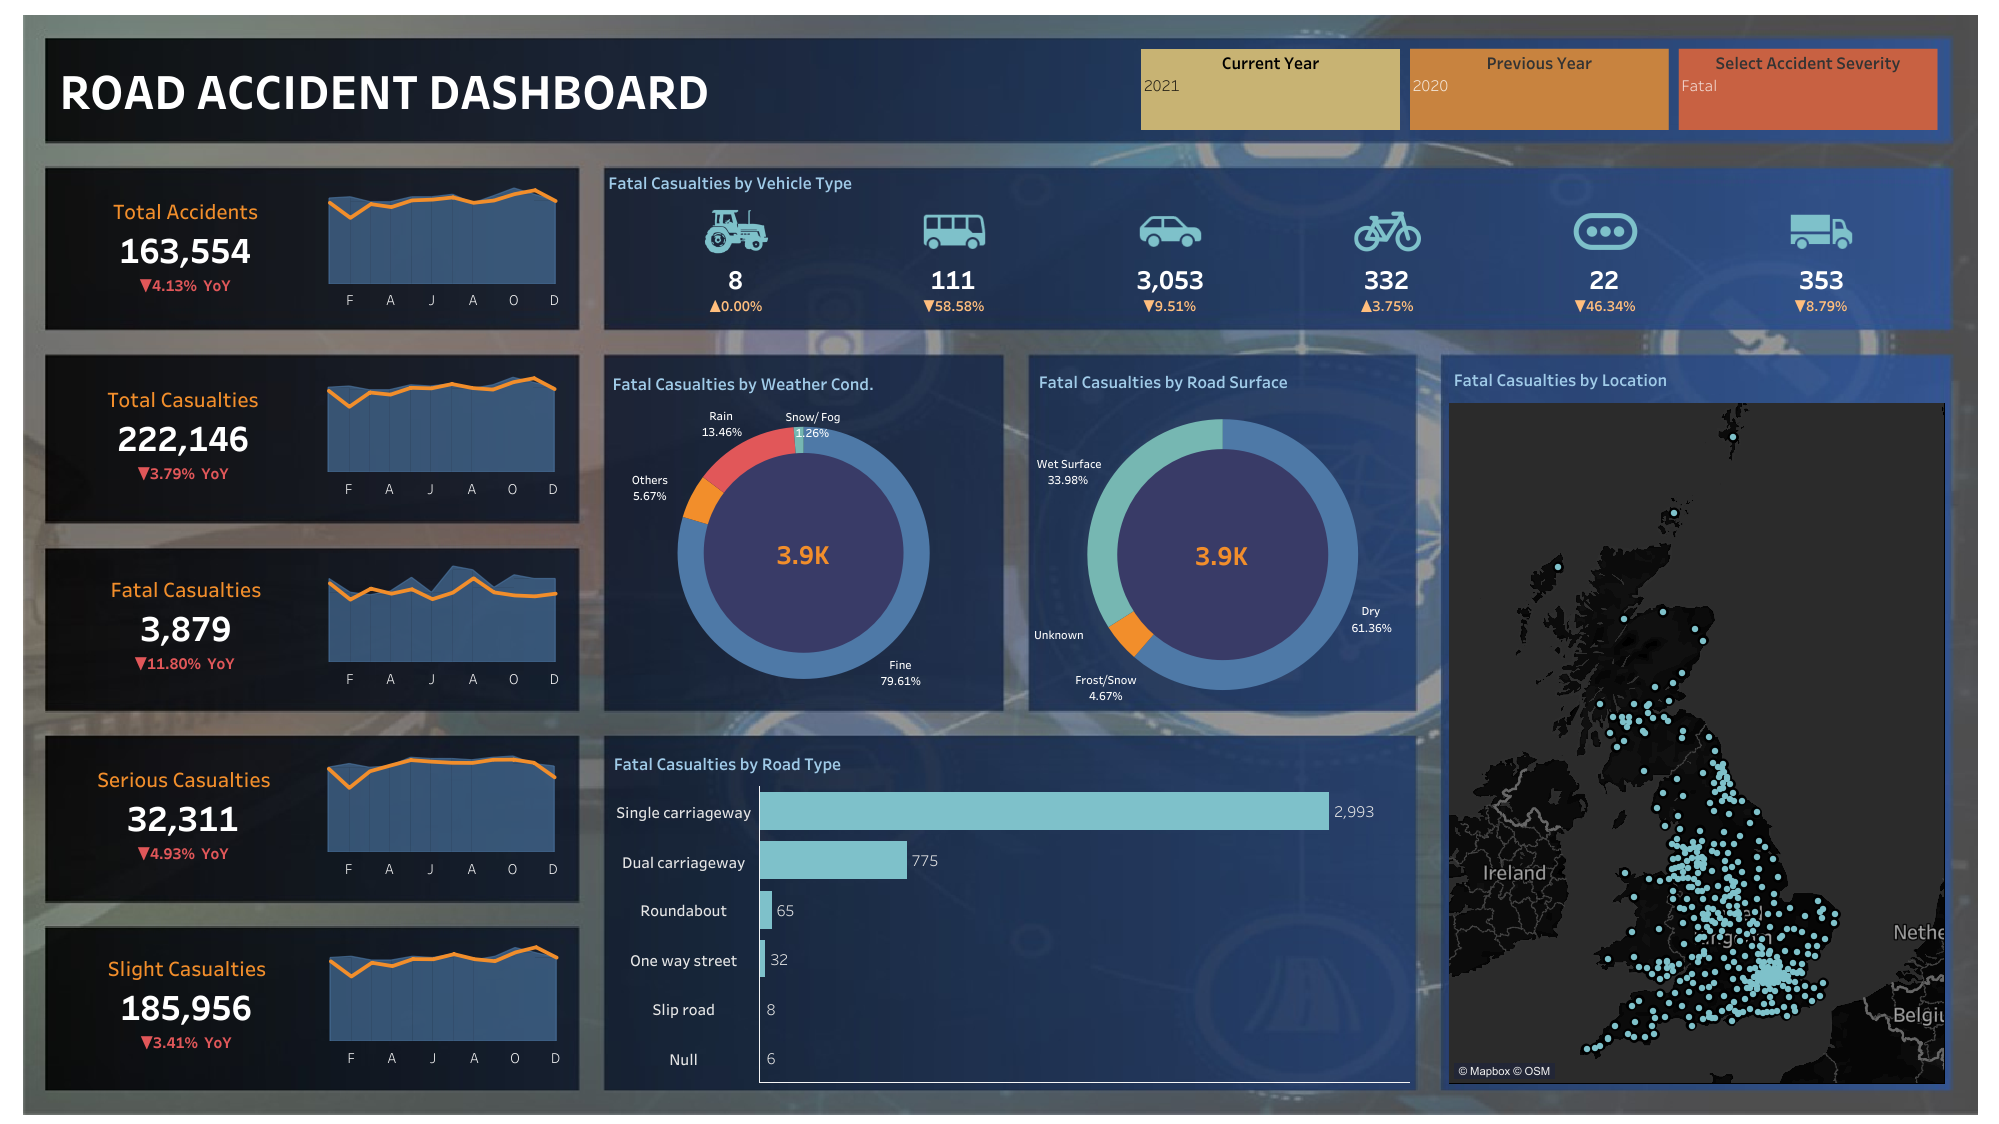 ROAD ACCIDENT DASHBOARD
Current Year
2021
Previous Year
2020
Select Accident Severity
Fatal
Total Accidents
163,554
▼4.13% YoY
F A J A O D
Total Casualties
222,146
▼3.79% YoY
F A J A O D
Fatal Casualties
3,879
▼11.80% YoY
F A J A O D
Serious Casualties
32,311
▼4.93% YoY
F A J A O D
Slight Casualties
185,956
▼3.41% YoY
F A J A O D
Fatal Casualties by Vehicle Type
8 111 3,053 332 22 353
▲0.00% ▼58.58% ▼9.51% ▲3.75% ▼46.34% ▼8.79%
Fatal Casualties by Weather Cond.
Rain
13.46%
Snow/ Fog
1.26%
Others
5.67%
3.9K
Fine
79.61%
Fatal Casualties by Road Surface
Wet Surface
33.98%
3.9K
Dry
61.36%
Unknown
Frost/Snow
4.67%
Fatal Casualties by Road Type
Single carriageway 2,993
Dual carriageway 775
Roundabout 65
One way street 32
Slip road 8
Null 6
Fatal Casualties by Location
Ireland
Nethe
Belgiu
© Mapbox © OSM